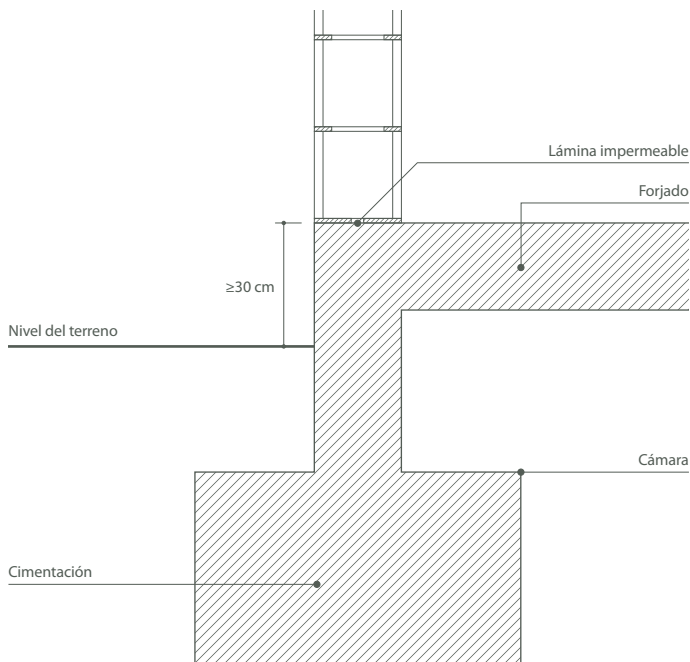 Lámina impermeable
Forjado
≥30 cm
Nivel del terreno
Cámara
Cimentación